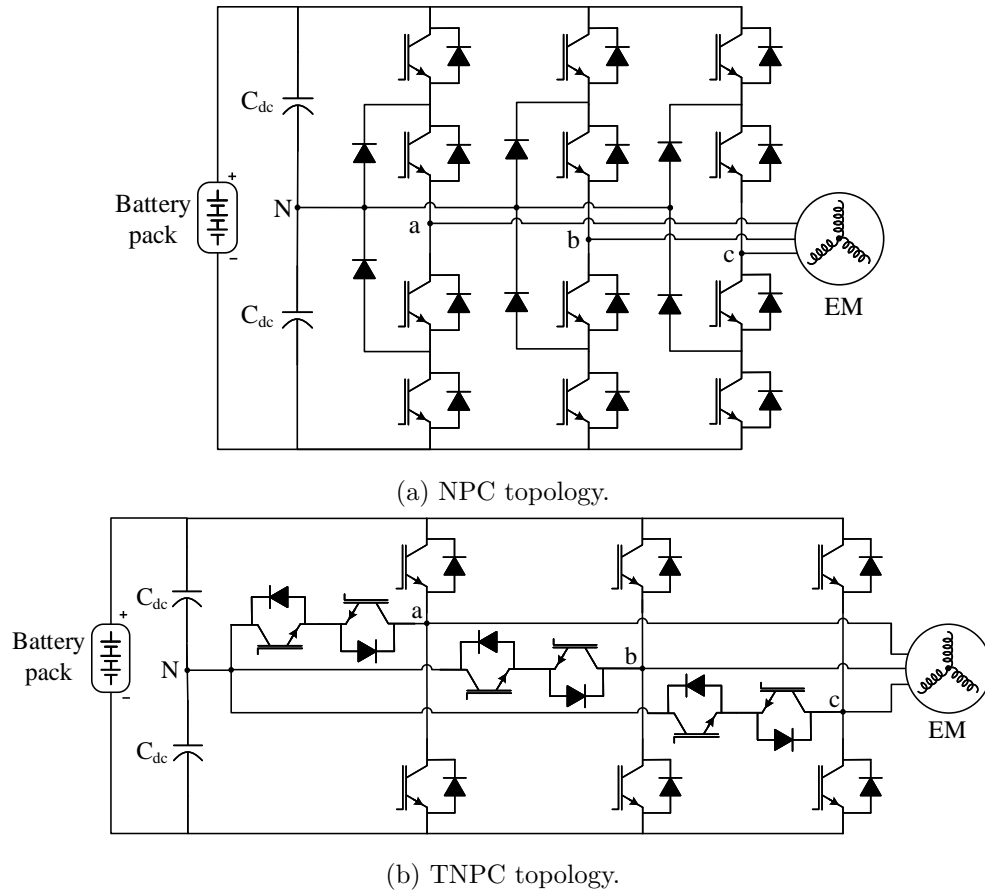 C_dc
Battery
pack
+
−
N
C_dc
a
b
c
EM
(a) NPC topology.
C_dc
Battery
pack
+
−
N
C_dc
a
b
c
EM
(b) TNPC topology.